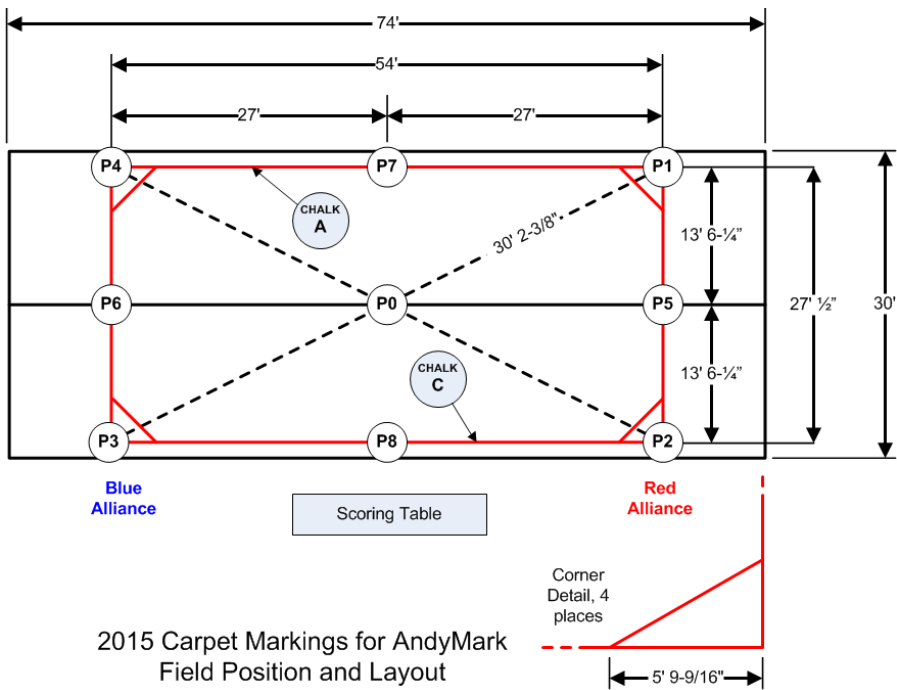 74'
54'
27'
27'
P4
P7
P1
CHALK
A
30' 2-3/8"
13' 6-¼"
P6
P0
P5
27' ½"
30'
CHALK
C
13' 6-¼"
P3
P8
P2
Blue
Alliance
Scoring Table
Red
Alliance
Corner
Detail, 4
places
2015 Carpet Markings for AndyMark
Field Position and Layout
5' 9-9/16"